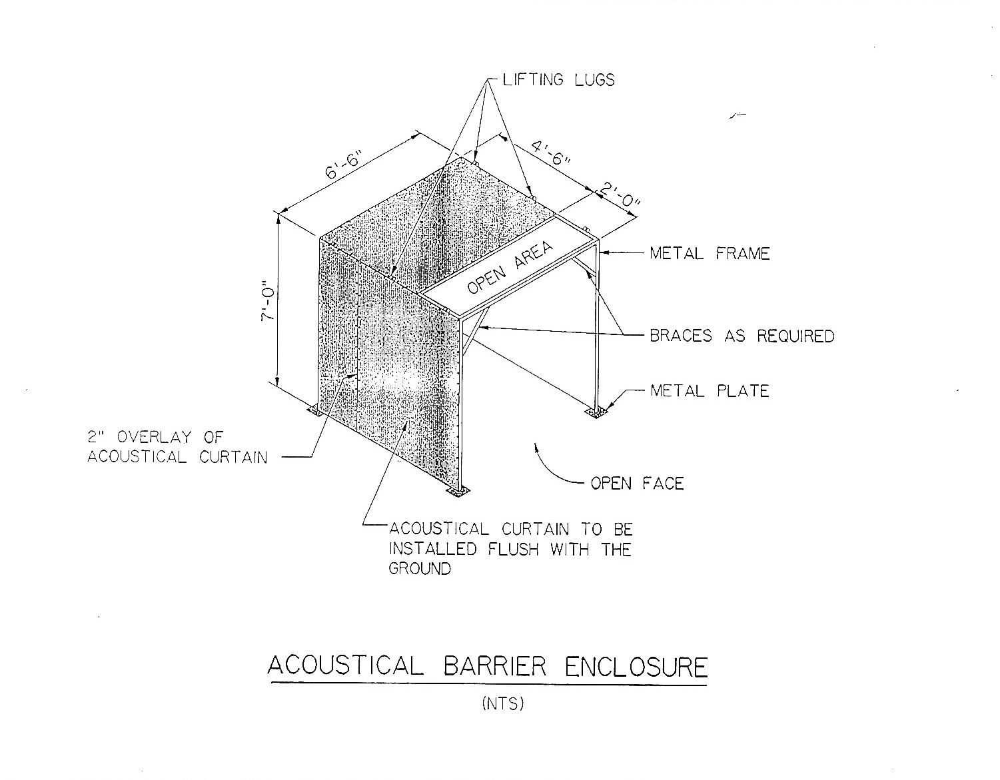 LIFTING LUGS
6'-6"
4'-6"
2'-0"
METAL FRAME
OPEN AREA
7'-0"
BRACES AS REQUIRED
METAL PLATE
2" OVERLAY OF
ACOUSTICAL CURTAIN
OPEN FACE
ACOUSTICAL CURTAIN TO BE
INSTALLED FLUSH WITH THE
GROUND
ACOUSTICAL BARRIER ENCLOSURE
(NTS)